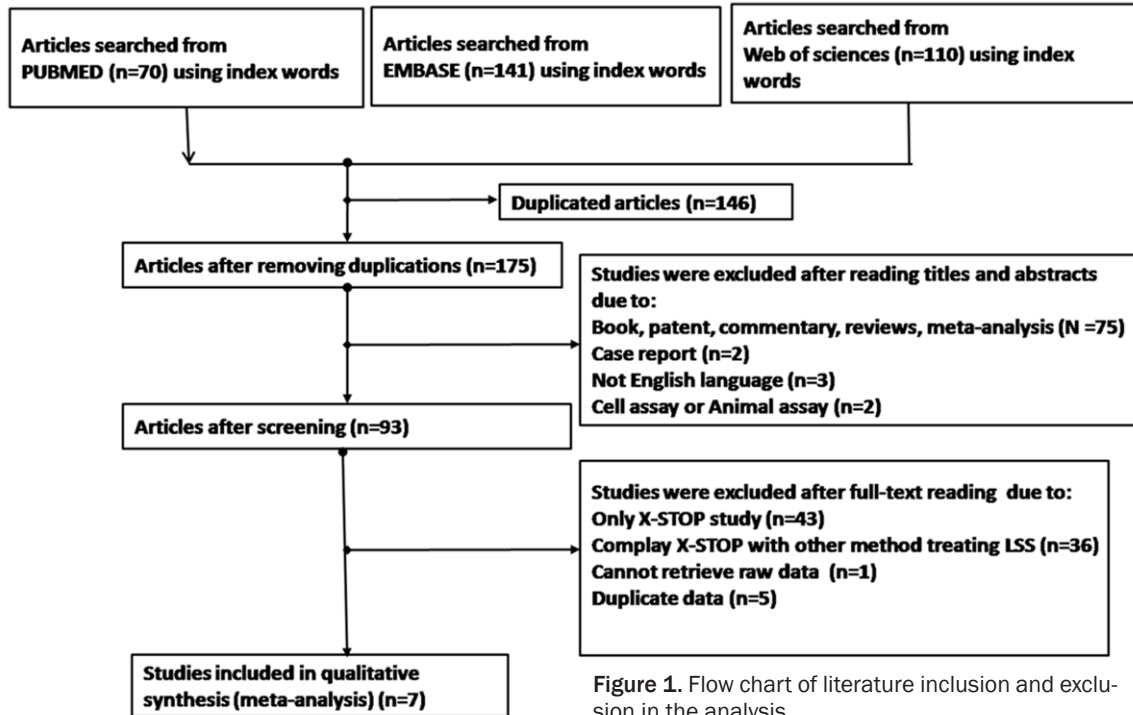 Articles searched from
PUBMED (n=70) using index words
Articles searched from
EMBASE (n=141) using index words
Articles searched from
Web of sciences (n=110) using index
words
Duplicated articles (n=146)
Articles after removing duplications (n=175)
Studies were excluded after reading titles and abstracts
due to:
Book, patent, commentary, reviews, meta-analysis (N =75)
Case report (n=2)
Not English language (n=3)
Cell assay or Animal assay (n=2)
Articles after screening (n=93)
Studies were excluded after full-text reading due to:
Only X-STOP study (n=43)
Complay X-STOP with other method treating LSS (n=36)
Cannot retrieve raw data (n=1)
Duplicate data (n=5)
Studies included in qualitative
synthesis (meta-analysis) (n=7)
Figure 1. Flow chart of literature inclusion and exclu-
sion in the analysis